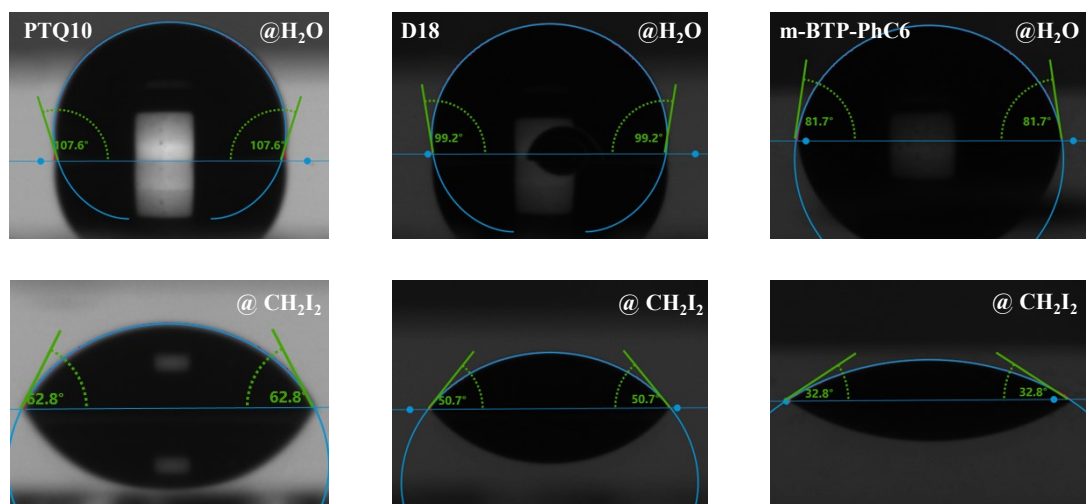 PTQ10 @H₂O
107.6° 107.6°
D18 @H₂O
99.2° 99.2°
m-BTP-PhC6 @H₂O
81.7° 81.7°
@ CH₂I₂
62.8° 62.8°
@ CH₂I₂
50.7° 50.7°
@ CH₂I₂
32.8° 32.8°